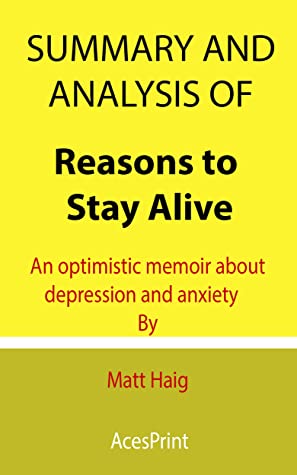 SUMMARY AND
ANALYSIS OF
Reasons to
Stay Alive
An optimistic memoir about
depression and anxiety
By
Matt Haig
AcesPrint